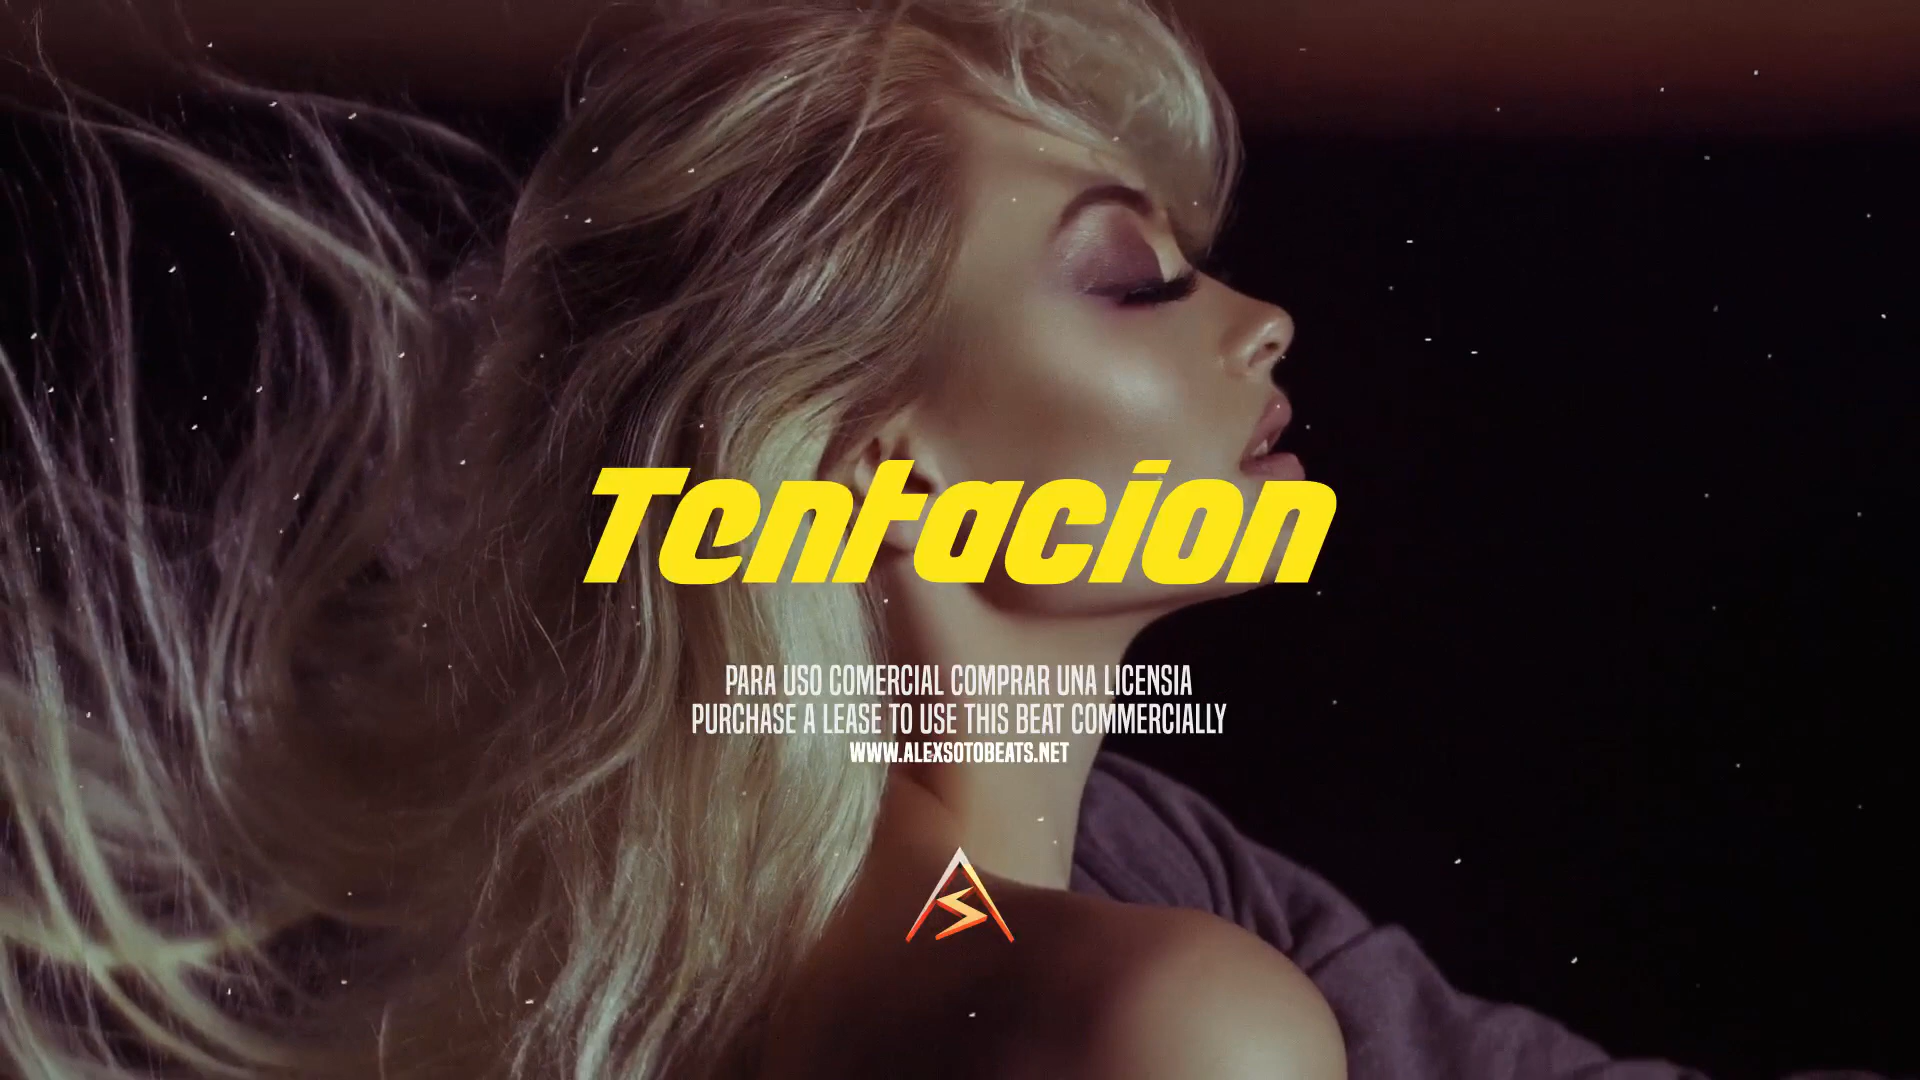 Tentacion
PARA USO COMERCIAL COMPRAR UNA LICENSIA
PURCHASE A LEASE TO USE THIS BEAT COMMERCIALLY
WWW.ALEXSOTOBEATS.NET